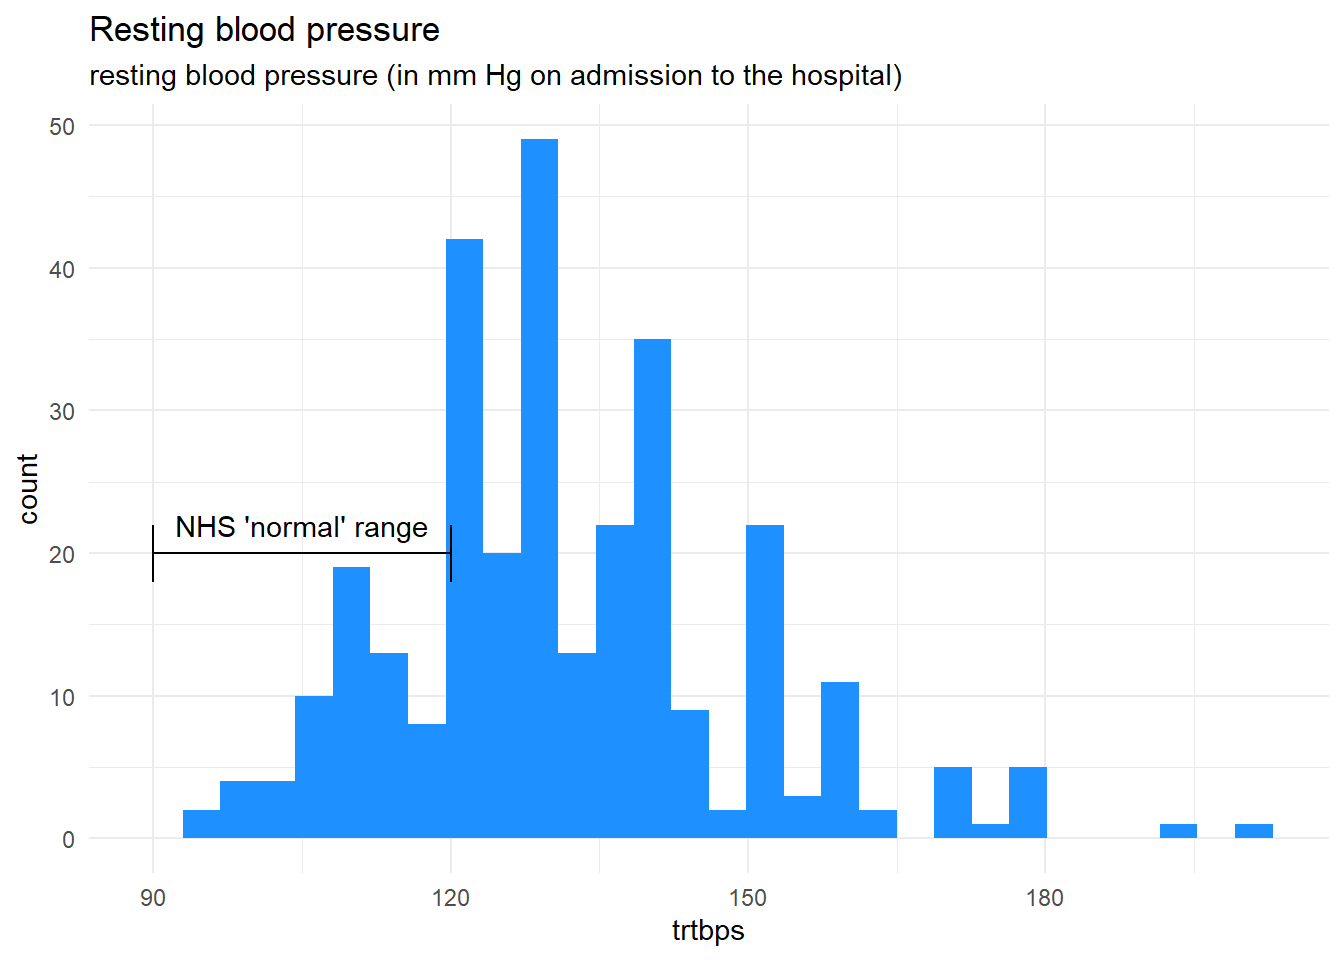 Resting blood pressure
resting blood pressure (in mm Hg on admission to the hospital)
50
40
30
20
10
0
count
NHS 'normal' range
90
120
150
180
trtbps